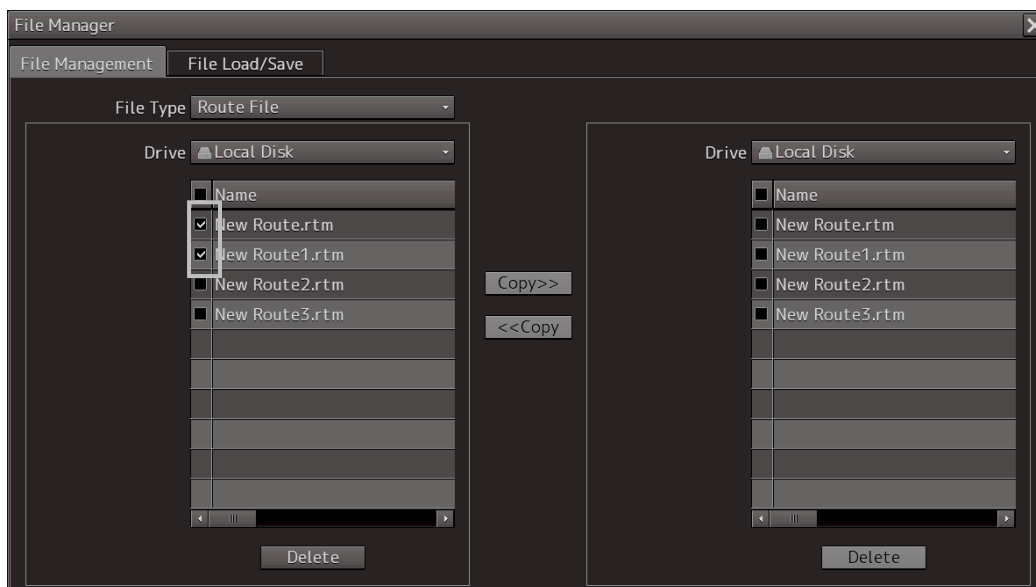 File Manager
File Management File Load/Save
File Type Route File
Drive Local Disk Drive Local Disk
Name Name
New Route.rtm New Route.rtm
New Route1.rtm New Route1.rtm
New Route2.rtm Copy>> New Route2.rtm
New Route3.rtm New Route3.rtm
<<Copy
Delete Delete